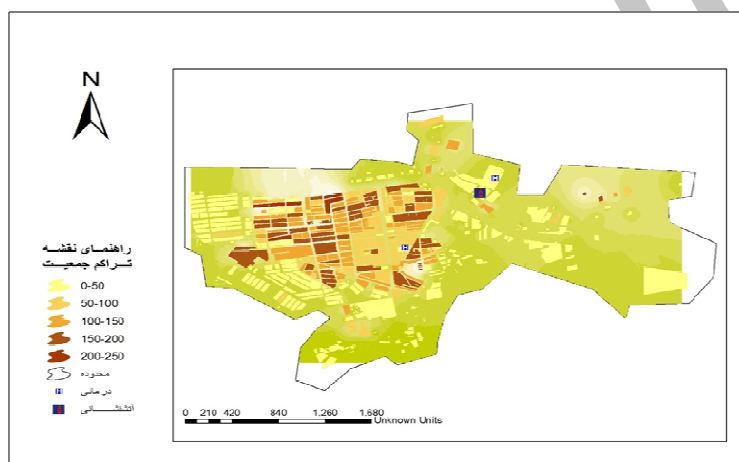 N
راهنمای نقشه
تراکم جمعیت
0-50
50-100
100-150
150-200
200-250
محدوده
H درمانی
آتشنشانی
H
H
0 210 420 840 1.260 1.680
Unknown Units